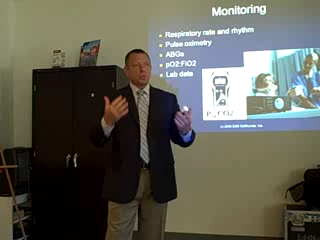 Monitoring
Respiratory rate and rhythm
Pulse oximetry
ABGs
pO2:FiO2
Lab data